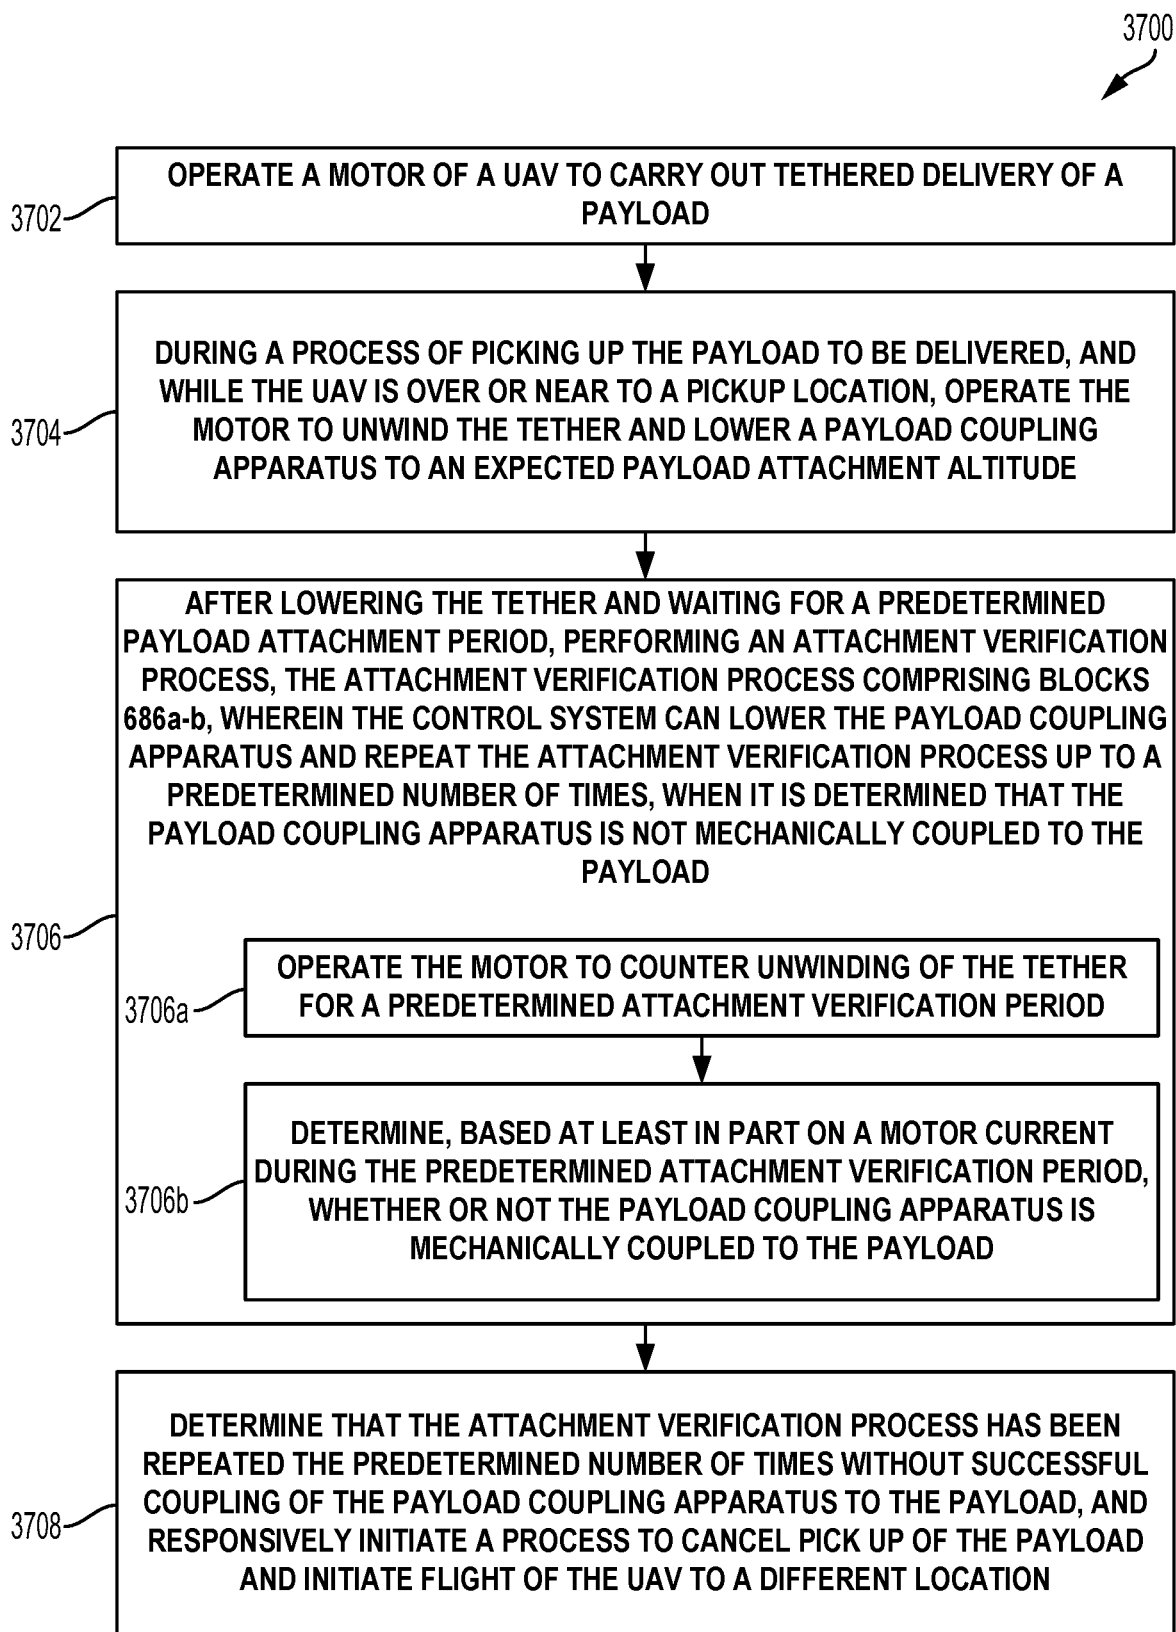 3700
OPERATE A MOTOR OF A UAV TO CARRY OUT TETHERED DELIVERY OF A
PAYLOAD
3702
DURING A PROCESS OF PICKING UP THE PAYLOAD TO BE DELIVERED, AND
WHILE THE UAV IS OVER OR NEAR TO A PICKUP LOCATION, OPERATE THE
MOTOR TO UNWIND THE TETHER AND LOWER A PAYLOAD COUPLING
APPARATUS TO AN EXPECTED PAYLOAD ATTACHMENT ALTITUDE
3704
AFTER LOWERING THE TETHER AND WAITING FOR A PREDETERMINED
PAYLOAD ATTACHMENT PERIOD, PERFORMING AN ATTACHMENT VERIFICATION
PROCESS, THE ATTACHMENT VERIFICATION PROCESS COMPRISING BLOCKS
686a-b, WHEREIN THE CONTROL SYSTEM CAN LOWER THE PAYLOAD COUPLING
APPARATUS AND REPEAT THE ATTACHMENT VERIFICATION PROCESS UP TO A
PREDETERMINED NUMBER OF TIMES, WHEN IT IS DETERMINED THAT THE
PAYLOAD COUPLING APPARATUS IS NOT MECHANICALLY COUPLED TO THE
PAYLOAD
3706
OPERATE THE MOTOR TO COUNTER UNWINDING OF THE TETHER
FOR A PREDETERMINED ATTACHMENT VERIFICATION PERIOD
3706a
DETERMINE, BASED AT LEAST IN PART ON A MOTOR CURRENT
DURING THE PREDETERMINED ATTACHMENT VERIFICATION PERIOD,
WHETHER OR NOT THE PAYLOAD COUPLING APPARATUS IS
MECHANICALLY COUPLED TO THE PAYLOAD
3706b
DETERMINE THAT THE ATTACHMENT VERIFICATION PROCESS HAS BEEN
REPEATED THE PREDETERMINED NUMBER OF TIMES WITHOUT SUCCESSFUL
COUPLING OF THE PAYLOAD COUPLING APPARATUS TO THE PAYLOAD, AND
RESPONSIVELY INITIATE A PROCESS TO CANCEL PICK UP OF THE PAYLOAD
AND INITIATE FLIGHT OF THE UAV TO A DIFFERENT LOCATION
3708